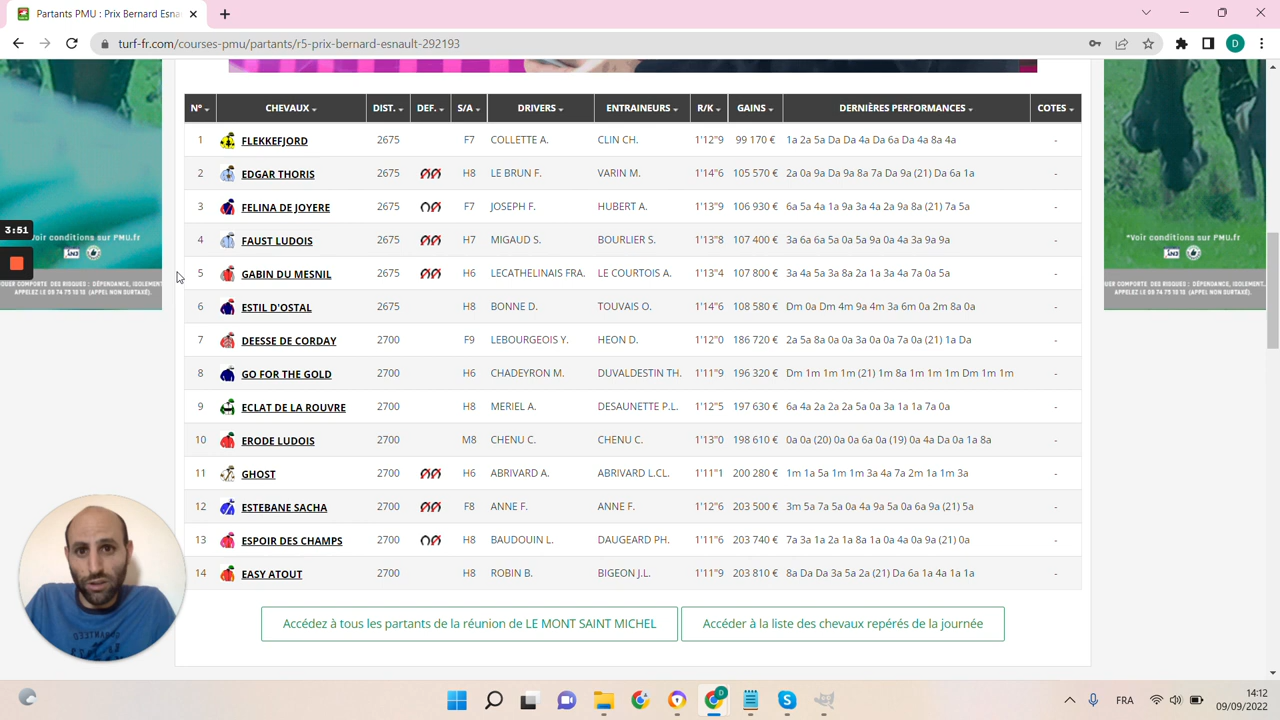 Partants PMU : Prix Bernard Esna
turf-fr.com/courses-pmu/partants/r5-prix-bernard-esnault-292193
D
N° CHEVAUX DIST. DEF. S/A DRIVERS ENTRAINEURS R/K GAINS DERNIÈRES PERFORMANCES COTES
1 FLEKKEFJORD 2675 F7 COLLETTE A. CLIN CH. 1'12"9 99 170 € 1a 2a 5a Da Da 4a Da 6a Da 4a 8a 4a -
2 EDGAR THORIS 2675 H8 LE BRUN F. VARIN M. 1'14"6 105 570 € 2a 0a 9a Da 9a 8a 7a Da 9a (21) Da 6a 1a -
3 FELINA DE JOYERE 2675 F7 JOSEPH F. HUBERT A. 1'13"9 106 930 € 6a 5a 4a 1a 9a 3a 4a 2a 9a 8a (21) 7a 5a -
4 FAUST LUDOIS 2675 H7 MIGAUD S. BOURLIER S. 1'13"8 107 400 € 3a 6a 6a 5a 0a 5a 9a 0a 4a 3a 9a 9a -
5 GABIN DU MESNIL 2675 H6 LECATHELINAIS FRA. LE COURTOIS A. 1'13"4 107 800 € 3a 4a 5a 3a 8a 2a 1a 3a 4a 7a 0a 5a -
6 ESTIL D'OSTAL 2675 H8 BONNE D. TOUVAIS O. 1'14"6 108 580 € Dm 0a Dm 4m 9a 4m 3a 6m 0a 2m 8a 0a -
7 DEESSE DE CORDAY 2700 F9 LEBOURGEOIS Y. HEON D. 1'12"0 186 720 € 2a 5a 8a 0a 0a 3a 0a 0a 7a 0a (21) 1a Da -
8 GO FOR THE GOLD 2700 H6 CHADEYRON M. DUVALDESTIN TH. 1'11"9 196 320 € Dm 1m 1m 1m (21) 1m 8a 1m 1m 1m Dm 1m 1m -
9 ECLAT DE LA ROUVRE 2700 H8 MERIEL A. DESAUNETTE P.L. 1'12"5 197 630 € 6a 4a 2a 2a 2a 5a 0a 3a 1a 1a 7a 0a -
10 ERODE LUDOIS 2700 M8 CHENU C. CHENU C. 1'13"0 198 610 € 0a 0a (20) 0a 0a 6a 0a (19) 0a 4a Da 0a 1a 8a -
11 GHOST 2700 H6 ABRIVARD A. ABRIVARD L.CL. 1'11"1 200 280 € 1m 1a 5a 1m 1m 3a 4a 7a 2m 1a 1m 3a -
12 ESTEBANE SACHA 2700 F8 ANNE F. ANNE F. 1'12"6 203 500 € 3m 5a 7a 5a 0a 4a 9a 5a 0a 6a 9a (21) 5a -
13 ESPOIR DES CHAMPS 2700 H8 BAUDOUIN L. DAUGEARD PH. 1'11"6 203 740 € 7a 3a 1a 2a 1a 8a 1a 0a 4a 0a 9a (21) 0a -
14 EASY ATOUT 2700 H8 ROBIN B. BIGEON J.L. 1'11"9 203 810 € 8a Da Da 3a 5a 2a (21) Da 6a 1a 4a 1a 1a -
3:51
Voir conditions sur PMU.fr
*Voir conditions sur PMU.fr
OUER COMPORTE DES RISQUES : DÉPENDANCE, ISOLEMENT...
APPELEZ LE 09 74 75 13 13 (APPEL NON SURTAXÉ).
Accédez à tous les partants de la réunion de LE MONT SAINT MICHEL
Accéder à la liste des chevaux repérés de la journée
FRA
14:12
09/09/2022